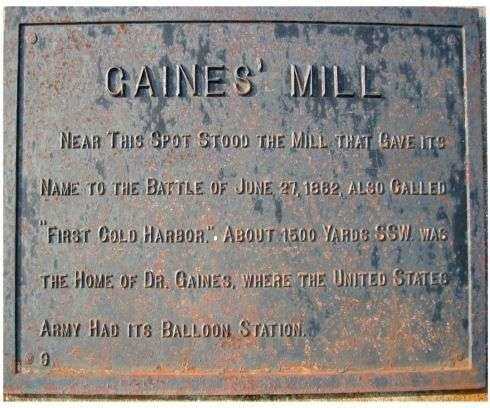 GAINES' MILL
NEAR THIS SPOT STOOD THE MILL THAT GAVE ITS
NAME TO THE BATTLE OF JUNE 27, 1862, ALSO CALLED
"FIRST COLD HARBOR." ABOUT 1500 YARDS SSW. WAS
THE HOME OF DR. GAINES, WHERE THE UNITED STATES
ARMY HAD ITS BALLOON STATION.
9